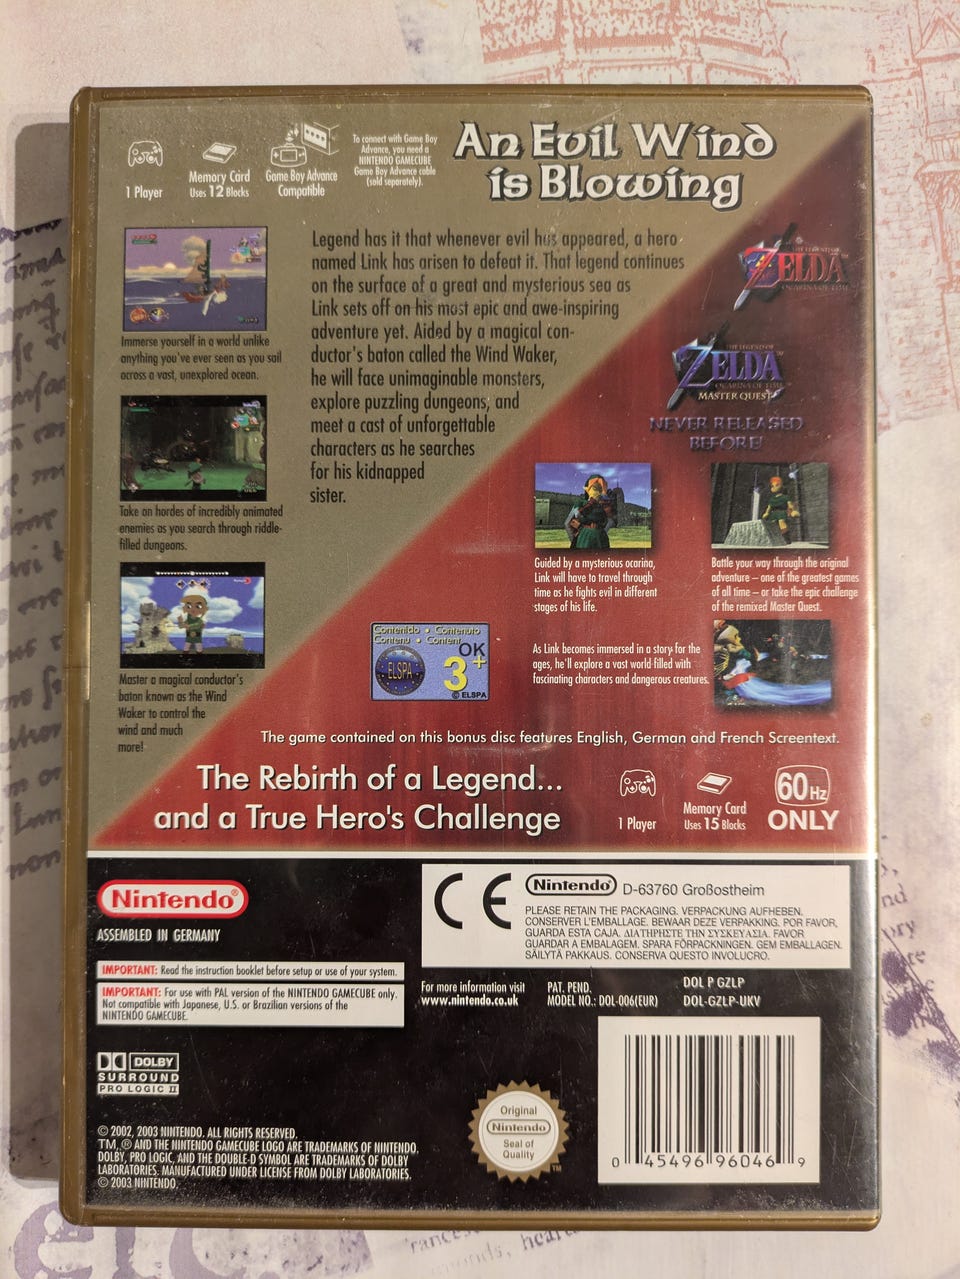 1 Player
Memory Card
Uses 12 Blocks
Game Boy Advance
Compatible
To connect with Game Boy
Advance, you need a
NINTENDO GAMECUBE
Game Boy Advance cable
(sold separately).
An Evil Wind
is Blowing
Legend has it that whenever evil has appeared, a hero
named Link has arisen to defeat it. That legend continues
on the surface of a great and mysterious sea as
Link sets off on his most epic and awe-inspiring
adventure yet. Aided by a magical con-
ductor's baton called the Wind Waker,
he will face unimaginable monsters,
explore puzzling dungeons, and
meet a cast of unforgettable
characters as he searches
for his kidnapped
sister.
Immerse yourself in a world unlike
anything you've ever seen as you sail
across a vast, unexplored ocean.
Take on hordes of incredibly animated
enemies as you search through riddle-
filled dungeons.
Master a magical conductor's
baton known as the Wind
Waker to control the
wind and much
more!
THE LEGEND OF
ZELDA
OCARINA OF TIME
THE LEGEND OF
ZELDA™
OCARINA OF TIME
MASTER QUEST
NEVER RELEASED
BEFORE!
Guided by a mysterious ocarina,
Link will have to travel through
time as he fights evil in different
stages of his life.
Battle your way through the original
adventure – one of the greatest games
of all time – or take the epic challenge
of the remixed Master Quest.
As Link becomes immersed in a story for the
ages, he'll explore a vast world filled with
fascinating characters and dangerous creatures.
Contenido • Contenuto
Contenu • Content
OK
ELSPA
3+
© ELSPA
The game contained on this bonus disc features English, German and French Screentext.
The Rebirth of a Legend...
and a True Hero's Challenge
1 Player
Memory Card
Uses 15 Blocks
60Hz
ONLY
Nintendo®
ASSEMBLED IN GERMANY
CE
Nintendo® D-63760 Großostheim
PLEASE RETAIN THE PACKAGING. VERPACKUNG AUFHEBEN.
CONSERVER L'EMBALLAGE. BEWAAR DEZE VERPAKKING. POR FAVOR,
GUARDA ESTA CAJA. ΔΙΑΤΗΡΗΣΤΕ ΤΗΝ ΣΥΣΚΕΥΑΣΙΑ. FAVOR
GUARDAR A EMBALAGEM. SPARA FÖRPACKNINGEN. GEM EMBALLAGEN.
SÄILYTÄ PAKKAUS. CONSERVA QUESTO INVOLUCRO.
IMPORTANT: Read the instruction booklet before setup or use of your system.
IMPORTANT: For use with PAL version of the NINTENDO GAMECUBE only.
Not compatible with Japanese, U.S. or Brazilian versions of the
NINTENDO GAMECUBE.
For more information visit
www.nintendo.co.uk
PAT. PEND.
MODEL NO.: DOL-006(EUR)
DOL P GZLP
DOL-GZLP-UKV
DOLBY
SURROUND
PRO LOGIC II
© 2002, 2003 NINTENDO. ALL RIGHTS RESERVED.
TM, ® AND THE NINTENDO GAMECUBE LOGO ARE TRADEMARKS OF NINTENDO.
DOLBY, PRO LOGIC, AND THE DOUBLE-D SYMBOL ARE TRADEMARKS OF DOLBY
LABORATORIES. MANUFACTURED UNDER LICENSE FROM DOLBY LABORATORIES.
© 2003 NINTENDO.
Original
Nintendo
Seal of
Quality
™
0 45496 96046 9